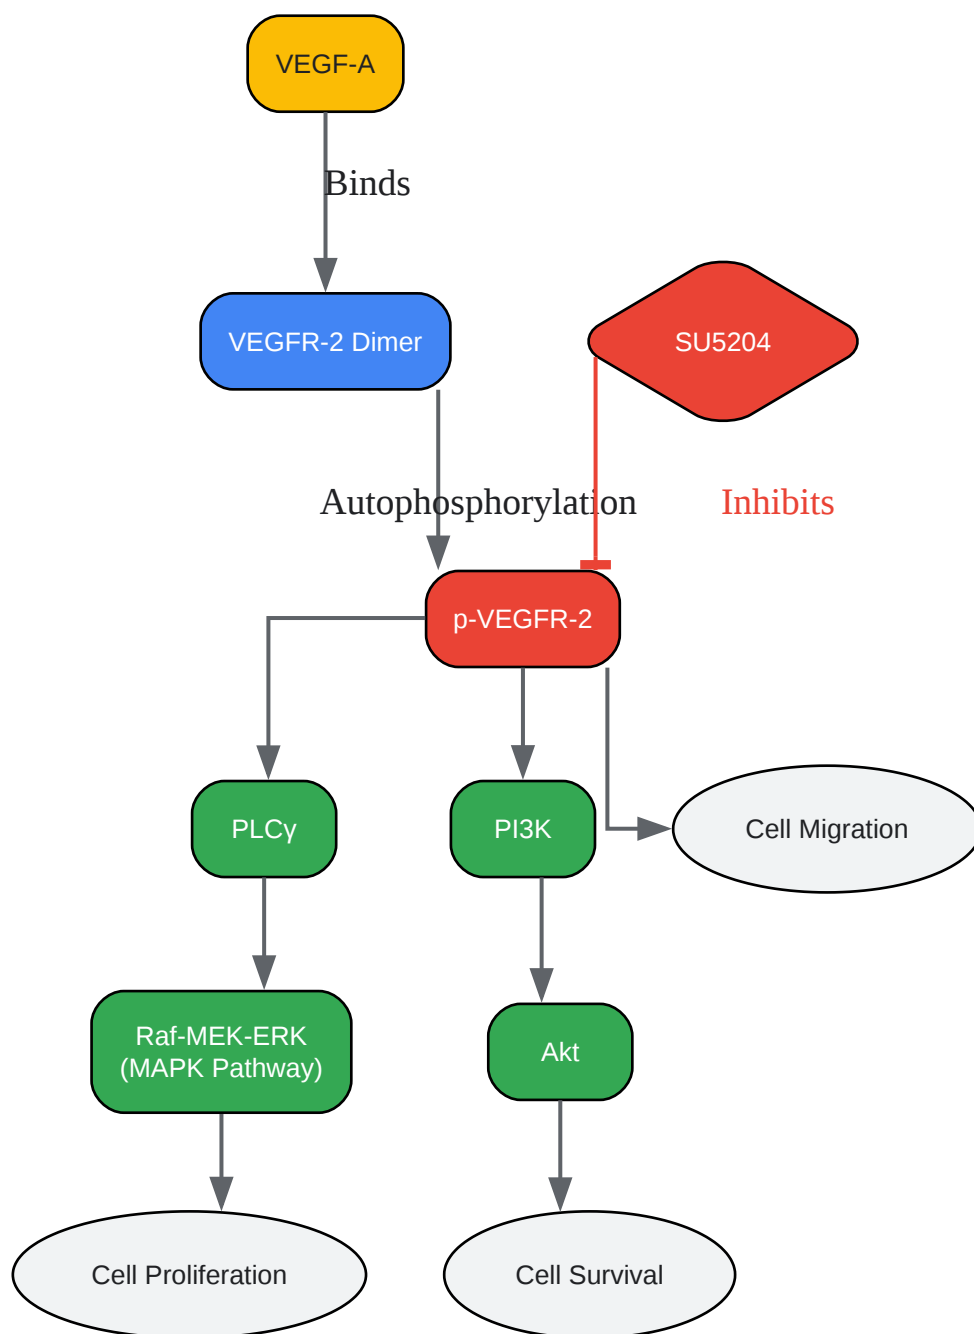 VEGF-A
Binds
VEGFR-2 Dimer
SU5204
Autophosphorylation
Inhibits
p-VEGFR-2
PLCγ
PI3K
Cell Migration
Raf-MEK-ERK
(MAPK Pathway)
Akt
Cell Proliferation
Cell Survival